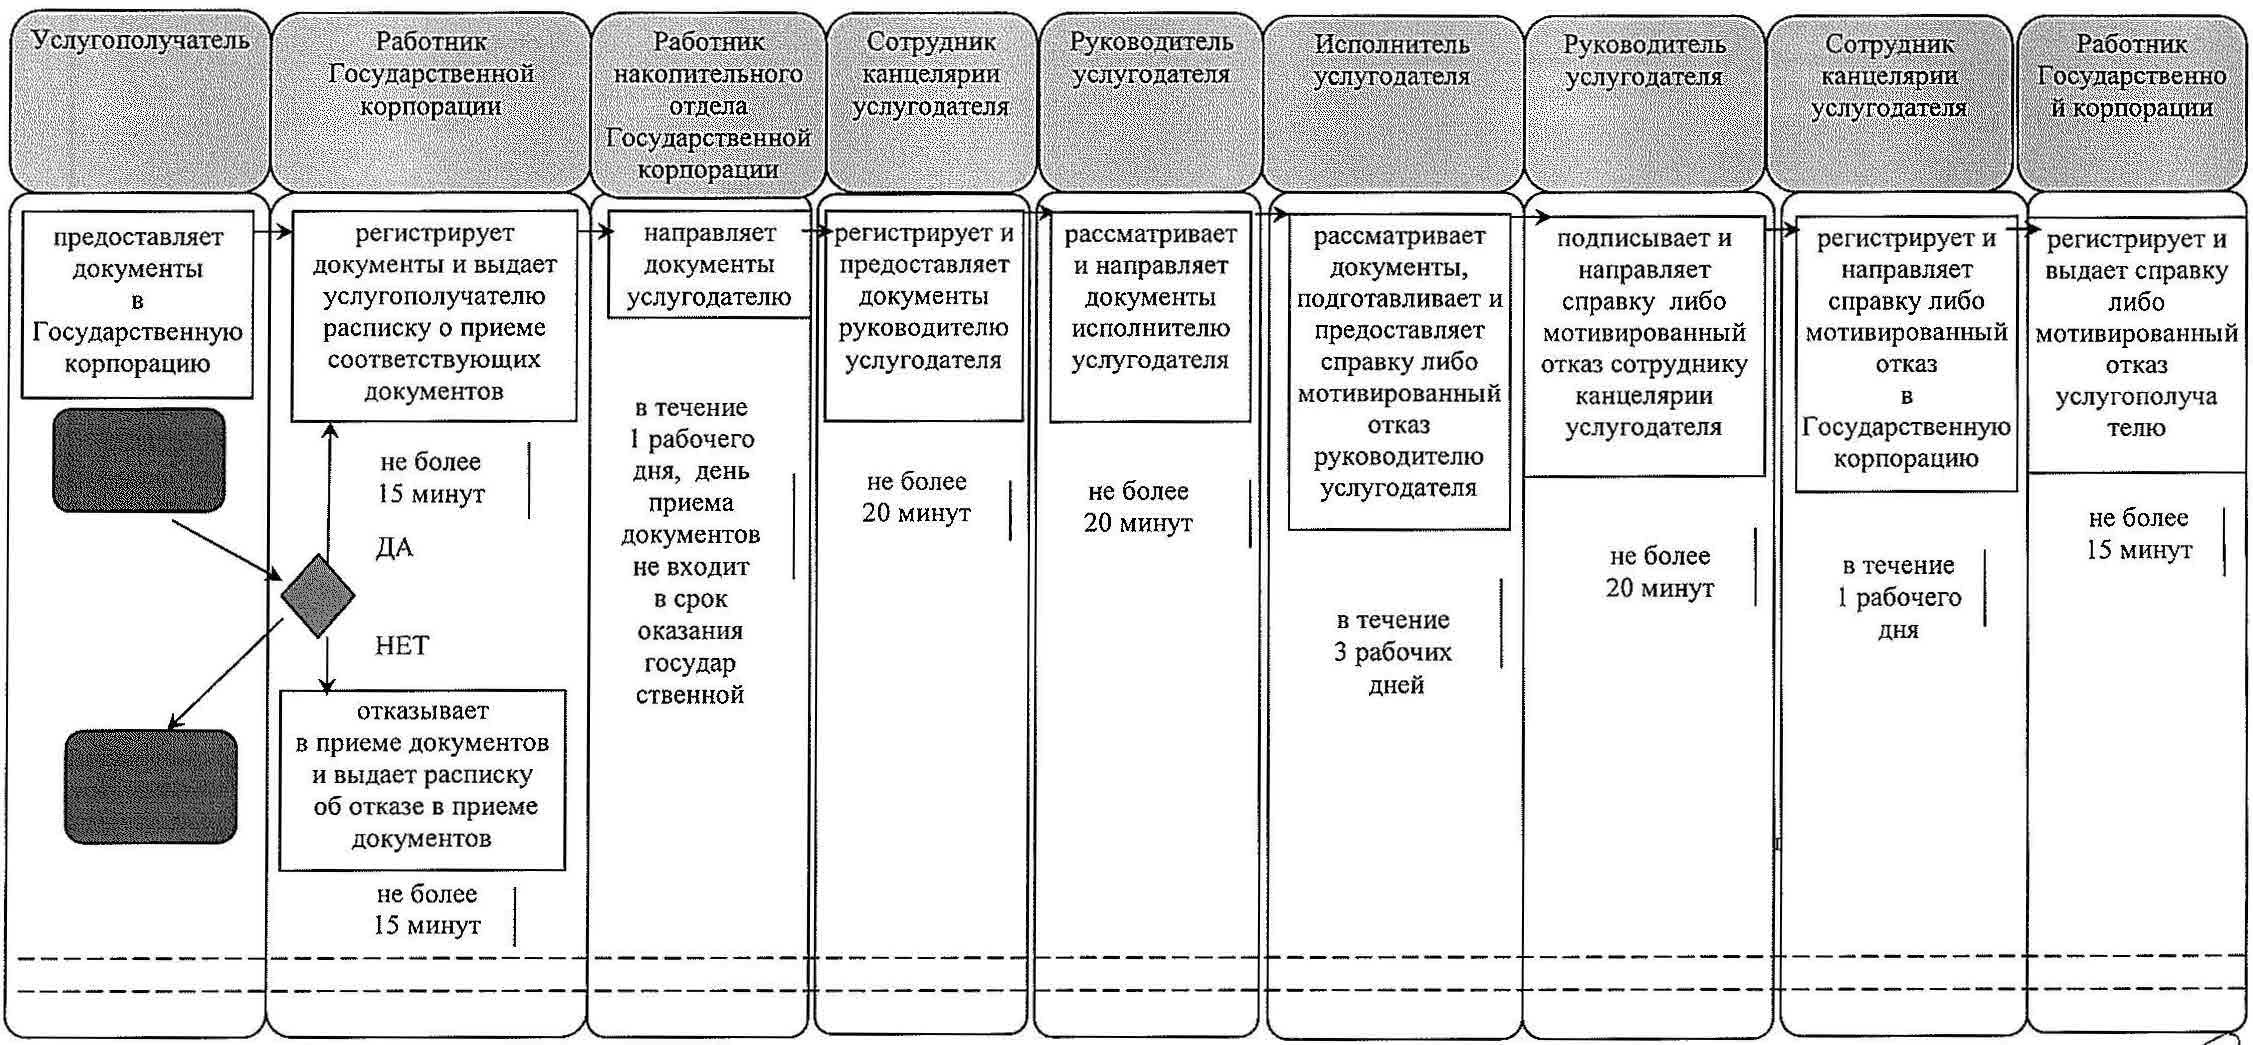 Услугополучатель
Работник
Государственной
корпорации
Работник
накопительного
отдела
Государственной
корпорации
Сотрудник
канцелярии
услугодателя
Руководитель
услугодателя
Исполнитель
услугодателя
Руководитель
услугодателя
Сотрудник
канцелярии
услугодателя
Работник
Государственно
й корпорации
предоставляет
документы
в
Государственную
корпорацию
регистрирует
документы и выдает
услугополучателю
расписку о приеме
соответствующих
документов
не более
15 минут
ДА
НЕТ
отказывает
в приеме документов
и выдает расписку
об отказе в приеме
документов
не более
15 минут
направляет
документы
услугодателю
в течение
1 рабочего
дня, день
приема
документов
не входит
в срок
оказания
государ
ственной
регистрирует и
предоставляет
документы
руководителю
услугодателя
не более
20 минут
рассматривает
и направляет
документы
исполнителю
услугодателя
не более
20 минут
рассматривает
документы,
подготавливает и
предоставляет
справку либо
мотивированный
отказ
руководителю
услугодателя
в течение
3 рабочих
дней
подписывает и
направляет
справку либо
мотивированный
отказ сотруднику
канцелярии
услугодателя
не более
20 минут
регистрирует и
направляет
справку либо
мотивированный
отказ
в
Государственную
корпорацию
в течение
1 рабочего
дня
регистрирует и
выдает справку
либо
мотивированный
отказ
услугополуча
телю
не более
15 минут